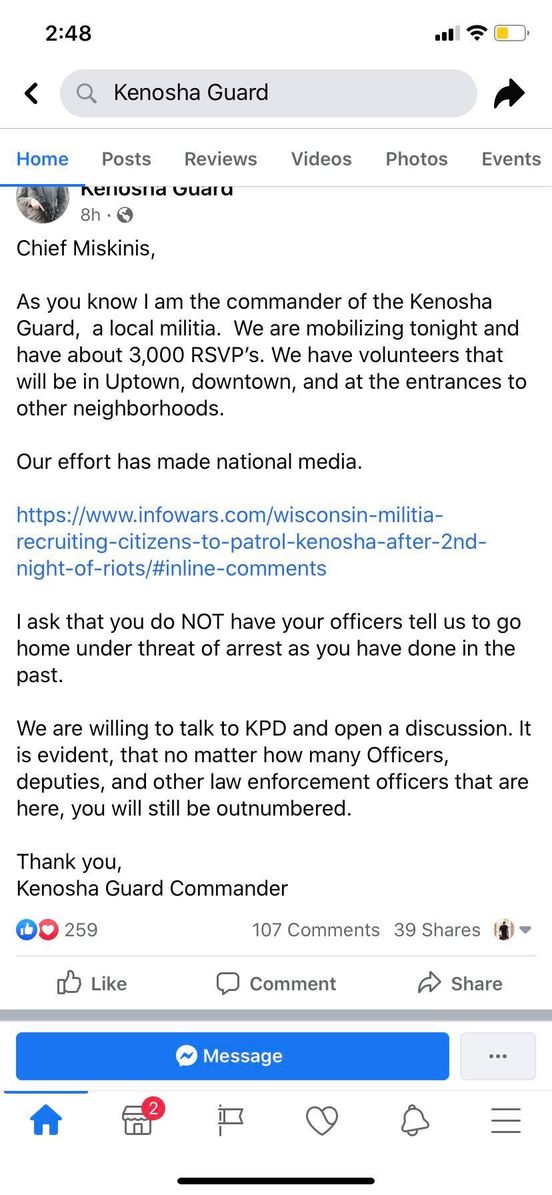 2:48
Kenosha Guard
Home Posts Reviews Videos Photos Events
Kenosha Guard
8h ·
Chief Miskinis,
As you know I am the commander of the Kenosha
Guard,  a local militia.  We are mobilizing tonight and
have about 3,000 RSVP’s. We have volunteers that
will be in Uptown, downtown, and at the entrances to
other neighborhoods.
Our effort has made national media.
https://www.infowars.com/wisconsin-militia-
recruiting-citizens-to-patrol-kenosha-after-2nd-
night-of-riots/#inline-comments
I ask that you do NOT have your officers tell us to go
home under threat of arrest as you have done in the
past.
We are willing to talk to KPD and open a discussion. It
is evident, that no matter how many Officers,
deputies, and other law enforcement officers that are
here, you will still be outnumbered.
Thank you,
Kenosha Guard Commander
259 107 Comments 39 Shares
Like Comment Share
Message ...
2